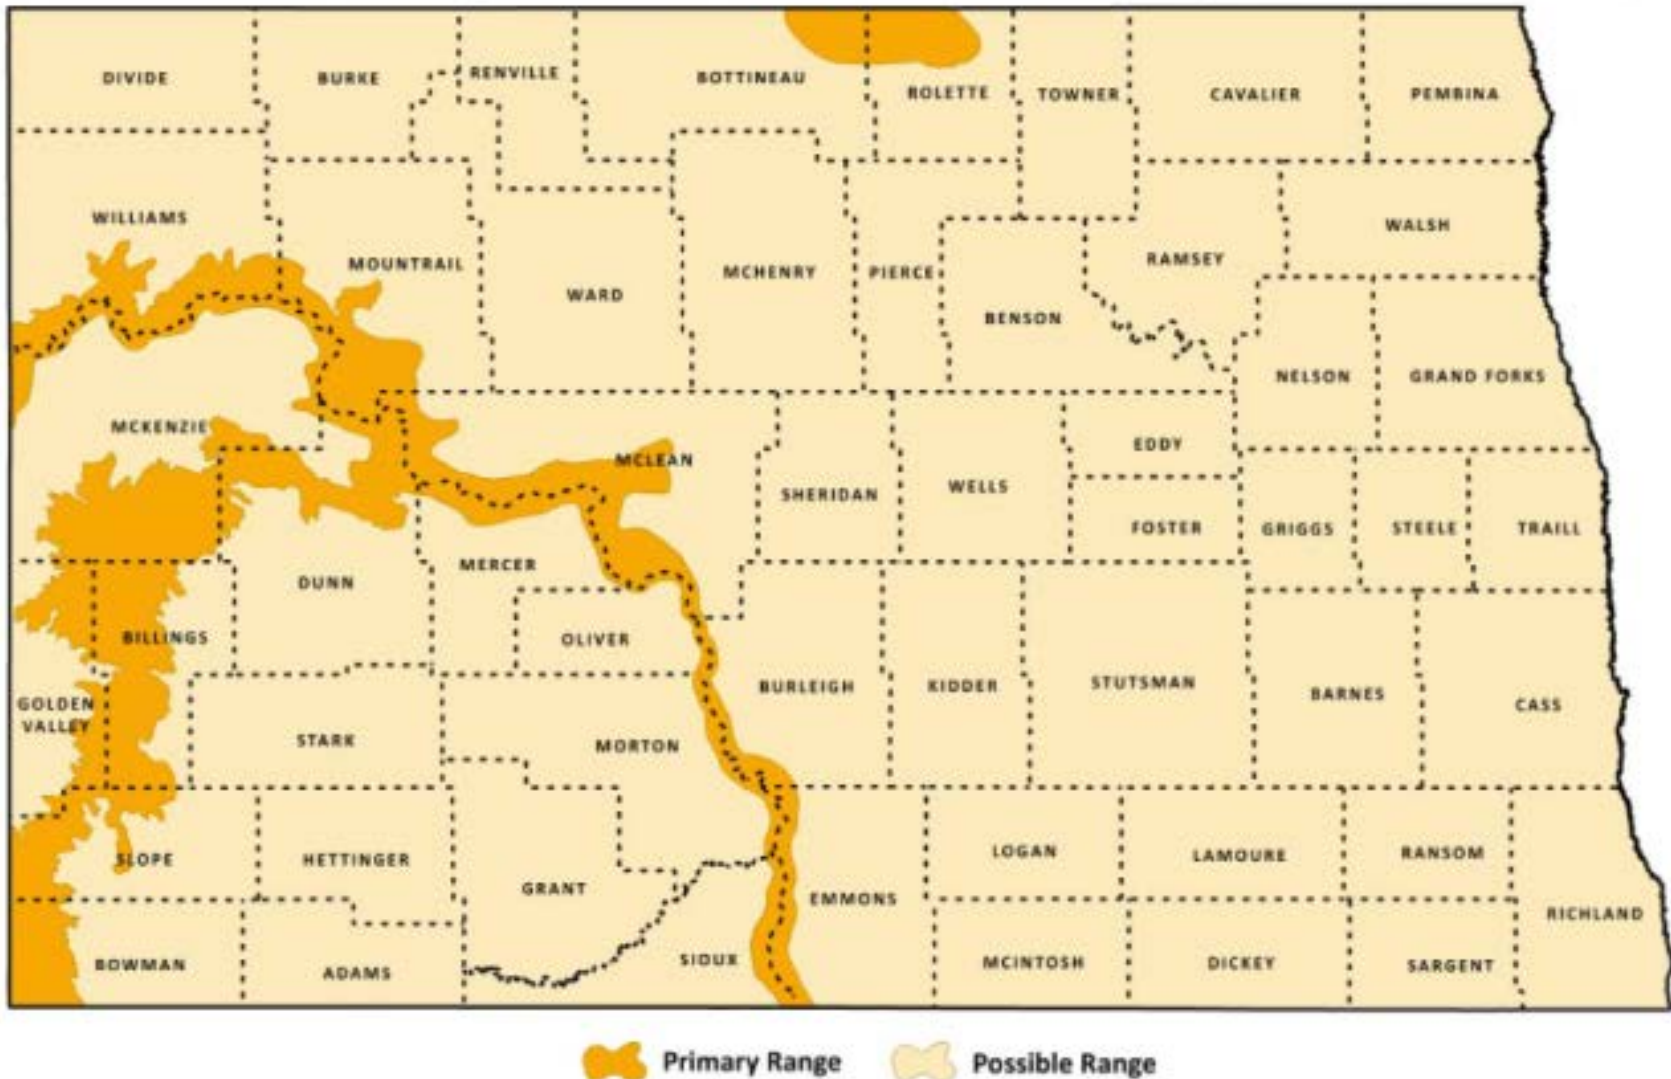 DIVIDE
BURKE
RENVILLE
BOTTINEAU
ROLETTE
TOWNER
CAVALIER
PEMBINA
WILLIAMS
MOUNTRAIL
WARD
MCHENRY
PIERCE
BENSON
RAMSEY
WALSH
NELSON
GRAND FORKS
MCKENZIE
MCLEAN
SHERIDAN
WELLS
EDDY
FOSTER
GRIGGS
STEELE
TRAILL
DUNN
MERCER
BILLINGS
OLIVER
GOLDEN
VALLEY
STARK
MORTON
BURLEIGH
KIDDER
STUTSMAN
BARNES
CASS
SLOPE
HETTINGER
GRANT
EMMONS
LOGAN
LAMOURE
RANSOM
RICHLAND
BOWMAN
ADAMS
SIOUX
MCINTOSH
DICKEY
SARGENT
Primary Range
Possible Range